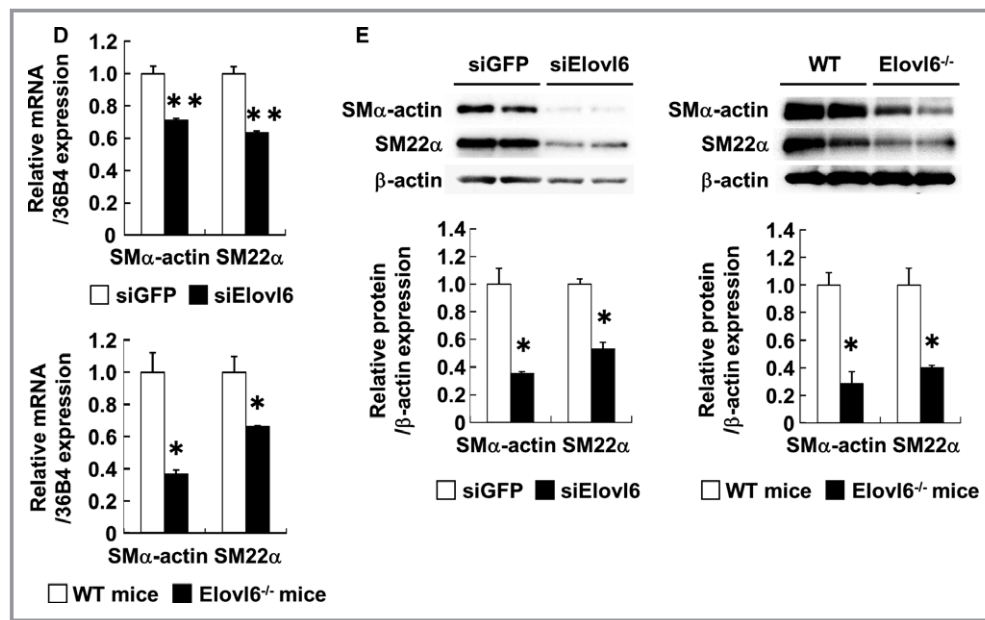 D
1.2
1.0
0.8
0.6
0.4
0.2
0
Relative mRNA
/36B4 expression
**
**
SMα-actin SM22α
siGFP siElovl6
1.2
1.0
0.8
0.6
0.4
0.2
0
Relative mRNA
/36B4 expression
*
*
SMα-actin SM22α
WT mice Elovl6-/- mice
E
siGFP siElovl6
SMα-actin
SM22α
β-actin
1.4
1.2
1.0
0.8
0.6
0.4
0.2
0
Relative protein
/β-actin expression
*
*
SMα-actin SM22α
siGFP siElovl6
WT Elovl6-/-
SMα-actin
SM22α
β-actin
1.4
1.2
1.0
0.8
0.6
0.4
0.2
0
Relative protein
/β-actin expression
*
*
SMα-actin SM22α
WT mice Elovl6-/- mice